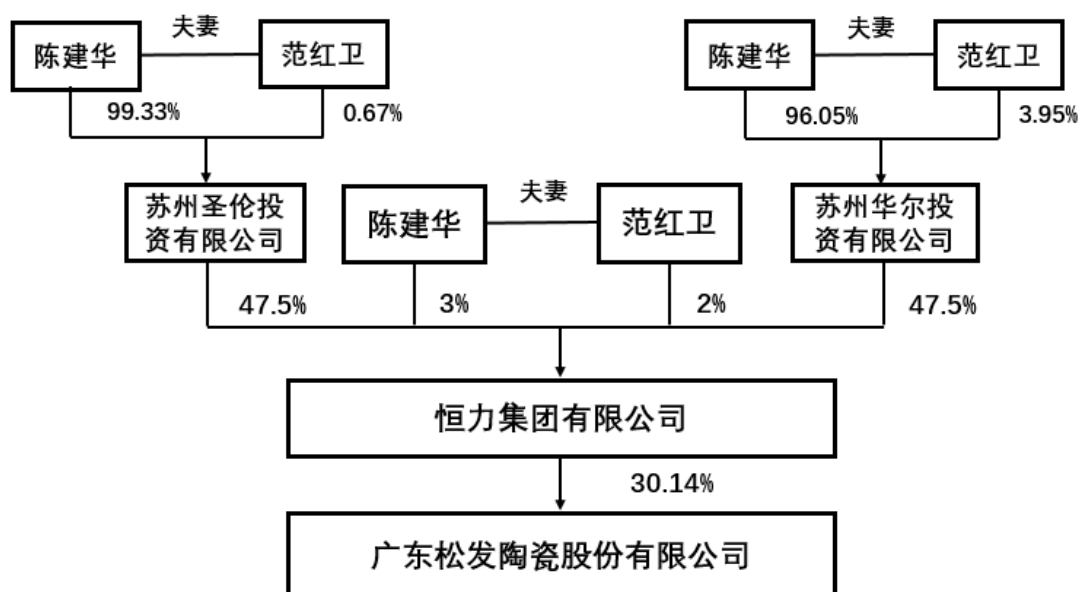 夫妻
夫妻
陈建华
范红卫
陈建华
范红卫
99.33%
0.67%
96.05%
3.95%
苏州圣伦投
资有限公司
陈建华
夫妻
范红卫
苏州华尔投
资有限公司
47.5%
3%
2%
47.5%
恒力集团有限公司
30.14%
广东松发陶瓷股份有限公司